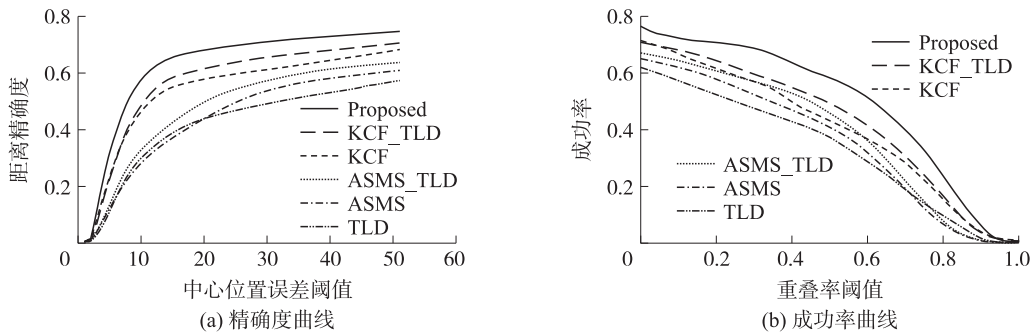 0.8
0.6
0.4
0.2
0
10
20
30
40
50
60
距离精确度
中心位置误差阈值
Proposed
KCF_TLD
KCF
ASMS_TLD
ASMS
TLD
(a) 精确度曲线
0.8
0.6
0.4
0.2
0
0.2
0.4
0.6
0.8
1.0
成功率
重叠率阈值
Proposed
KCF_TLD
KCF
ASMS_TLD
ASMS
TLD
(b) 成功率曲线